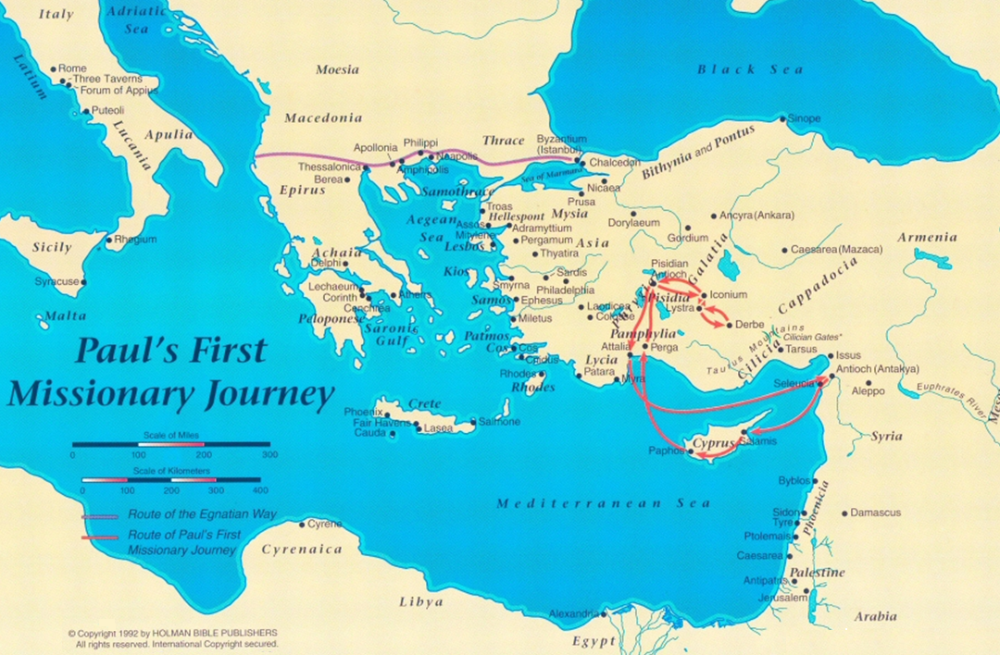 Italy
Adriatic
Sea
Latium
Rome
Three Taverns
Forum of Appius
Puteoli
Lucania
Apulia
Moesia
Macedonia
Black Sea
Sinope
Bithynia and Pontus
Apollonia
Philippi
Neapolis
Thrace
Byzantium
(Istanbul)
Chalcedon
Thessalonica
Amphipolis
Sea of Marmara
Nicaea
Berea
Epirus
Samothrace
Prusa
Troas
Hellespont
Mysia
Dorylaeum
Ancyra (Ankara)
Aegean
Sea
Assos
Adramyttium
Mitylene
Pergamum
Asia
Gordium
Galatia
Armenia
Lesbos
Thyatira
Caesarea (Mazaca)
Cappadocia
Sicily
Rhegium
Syracuse
Malta
Achaia
Delphi
Kios
Sardis
Smyrna
Philadelphia
Pisidian
Antioch
Lechaeum
Corinth
Cenchrea
Athens
Samos
Ephesus
Laodicea
Colosse
Phrygia
Pisidia
Iconium
Lystra
Derbe
Peloponese
Saronic
Gulf
Miletus
Patmos
Cos
Cos
Cnidus
Pamphylia
Attalia
Perga
Taurus Mountains
Cilician Gates*
Cilicia
Tarsus
Issus
Rhodes
Rhodes
Lycia
Patara
Myra
Seleucia
Antioch (Antakya)
Aleppo
Euphrates River
Paul's First
Missionary Journey
Phoenix
Crete
Fair Havens
Lasea
Cauda
Salmone
Paphos
Cyprus
Salamis
Syria
Scale of Miles
0 100 200 300
Scale of Kilometers
0 100 200 300 400
Route of the Egnatian Way
Route of Paul's First
Missionary Journey
Mediterranean Sea
Byblos
Phoenicia
Sidon
Tyre
Damascus
Ptolemais
Caesarea
Antipatris
Palestine
Jerusalem
Cyrene
Cyrenaica
Libya
Alexandria
Egypt
Arabia
© Copyright 1992 by HOLMAN BIBLE PUBLISHERS
All rights reserved. International Copyright secured.